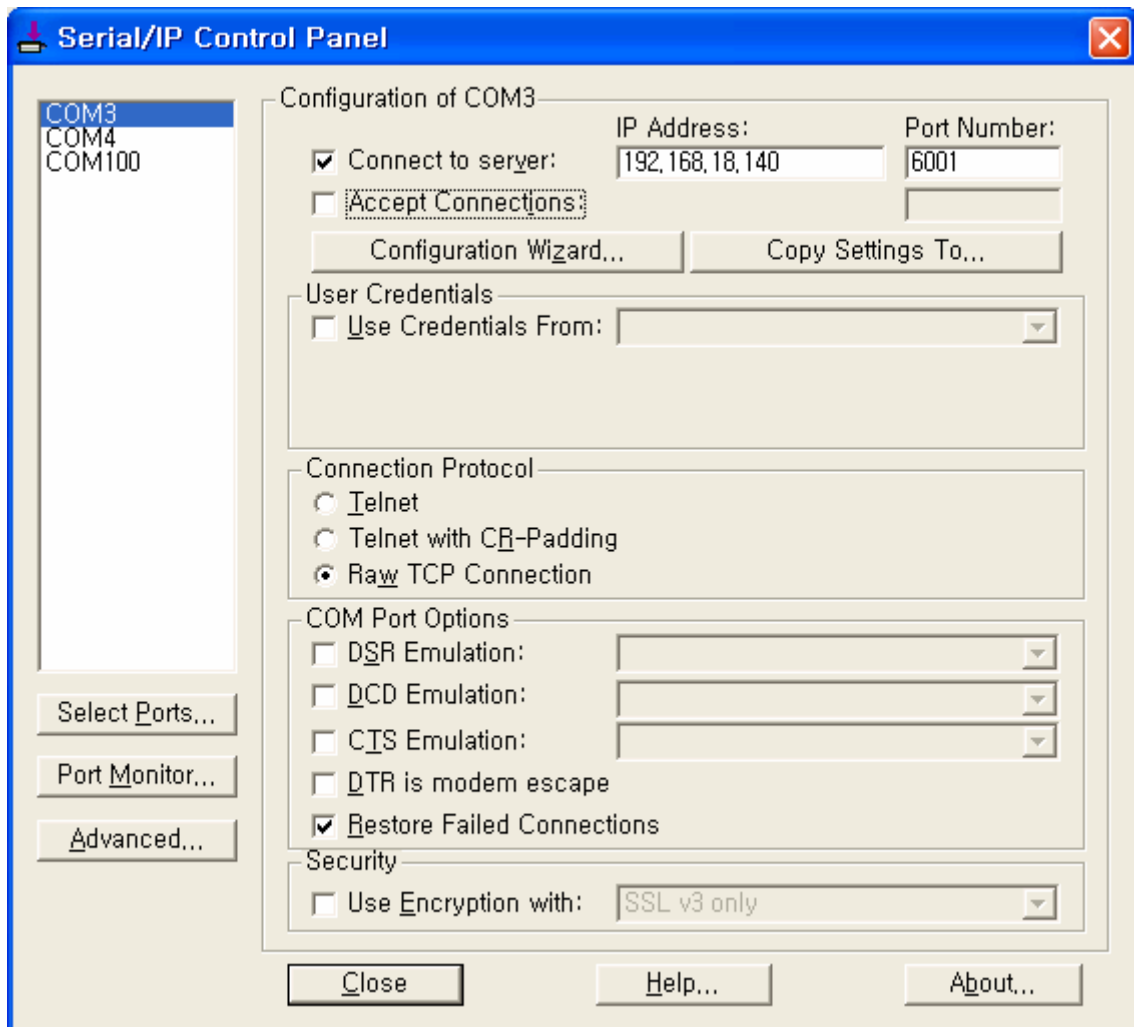 Serial/IP Control Panel
COM3
COM4
COM100
Configuration of COM3
IP Address:
Port Number:
Connect to server:
192,168,18,140
6001
Accept Connections:
Configuration Wizard,,,
Copy Settings To,,,
User Credentials
Use Credentials From:
Connection Protocol
Telnet
Telnet with CR-Padding
Raw TCP Connection
COM Port Options
DSR Emulation:
DCD Emulation:
CTS Emulation:
DTR is modem escape
Restore Failed Connections
Select Ports,,,
Port Monitor,,,
Advanced,,,
Security
Use Encryption with:
SSL v3 only
Close
Help,,,
About,,,